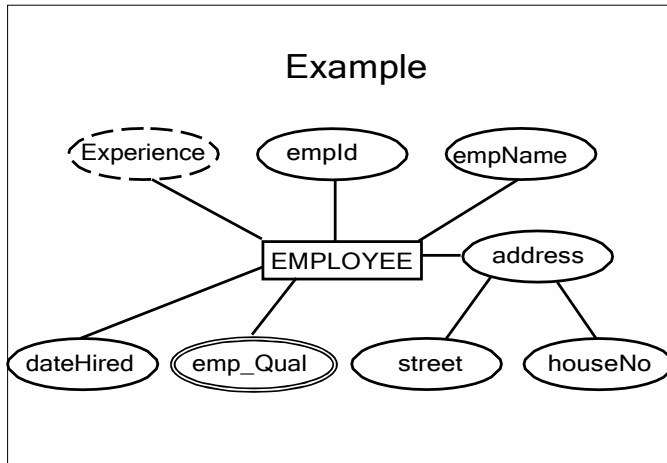 Example
Experience
empId
empName
EMPLOYEE
address
dateHired
emp_Qual
street
houseNo